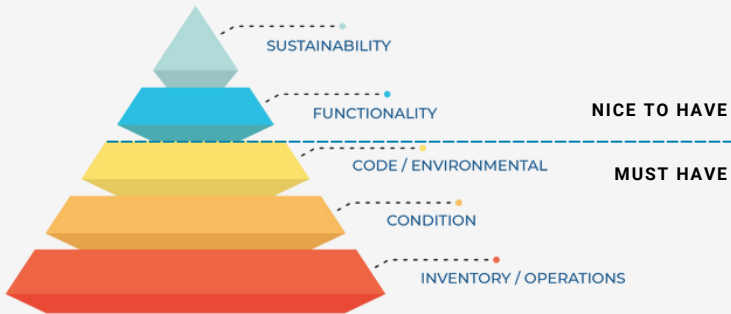 SUSTAINABILITY
FUNCTIONALITY
NICE TO HAVE
CODE / ENVIRONMENTAL
MUST HAVE
CONDITION
INVENTORY / OPERATIONS